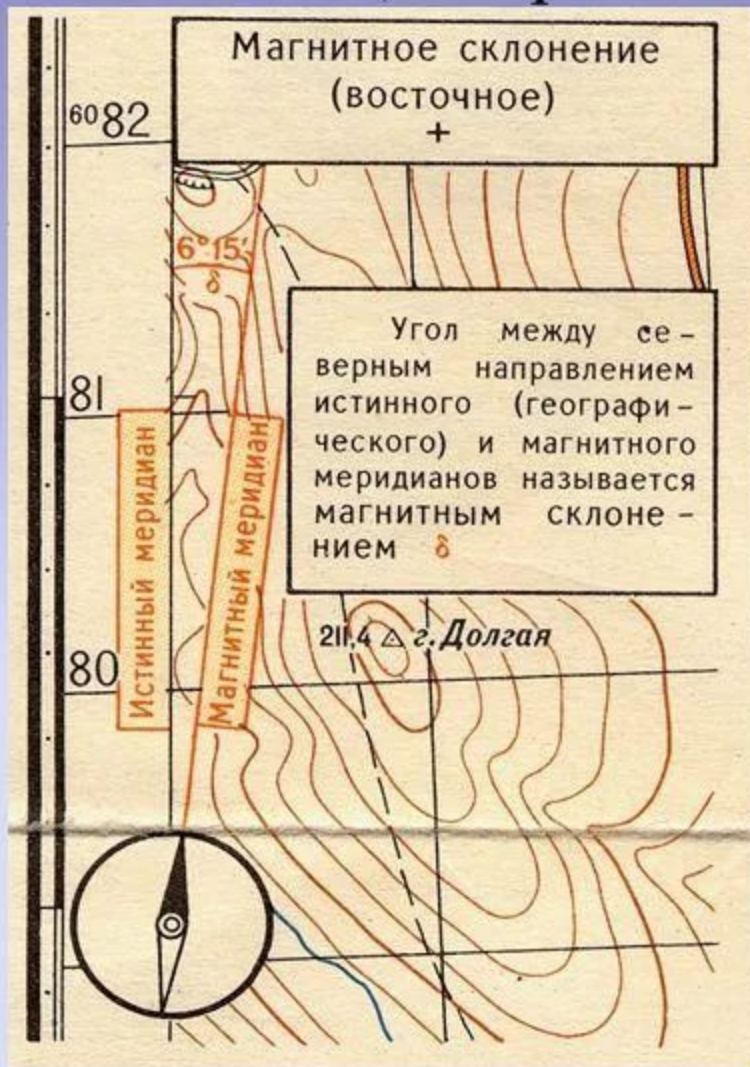 Магнитное склонение
(восточное)
+
6082
6°15′
δ
Угол между се-
верным направлением
истинного (географи-
ческого) и магнитного
меридианов называется
магнитным склоне-
нием δ
81
Истинный меридиан
Магнитный меридиан
211,4 г. Долгая
80